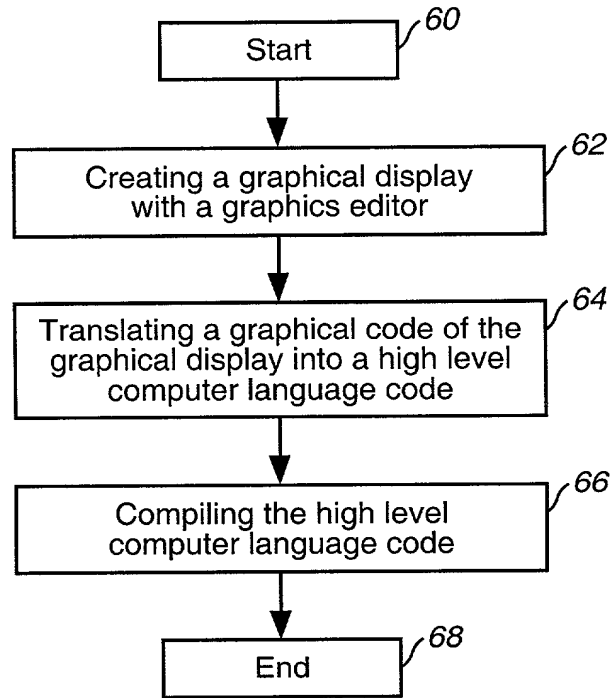 60
Start
62
Creating a graphical display
with a graphics editor
64
Translating a graphical code of the
graphical display into a high level
computer language code
66
Compiling the high level
computer language code
68
End